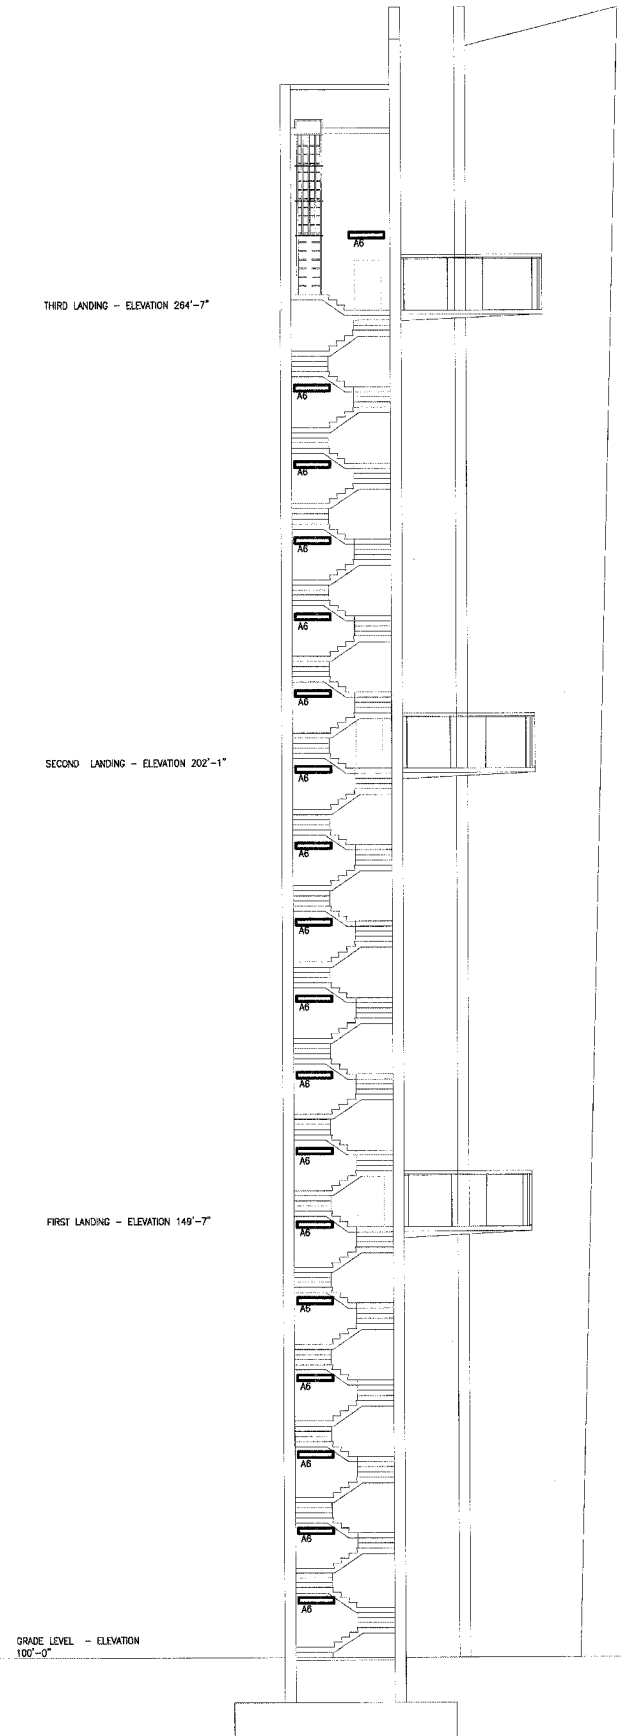 A6
THIRD LANDING - ELEVATION 264'-7"
A6
A6
A6
A6
A6
SECOND LANDING - ELEVATION 202'-1"
A6
A6
A6
A6
A6
A6
FIRST LANDING - ELEVATION 149'-7"
A6
A6
A6
A6
A6
A6
GRADE LEVEL - ELEVATION
100'-0"